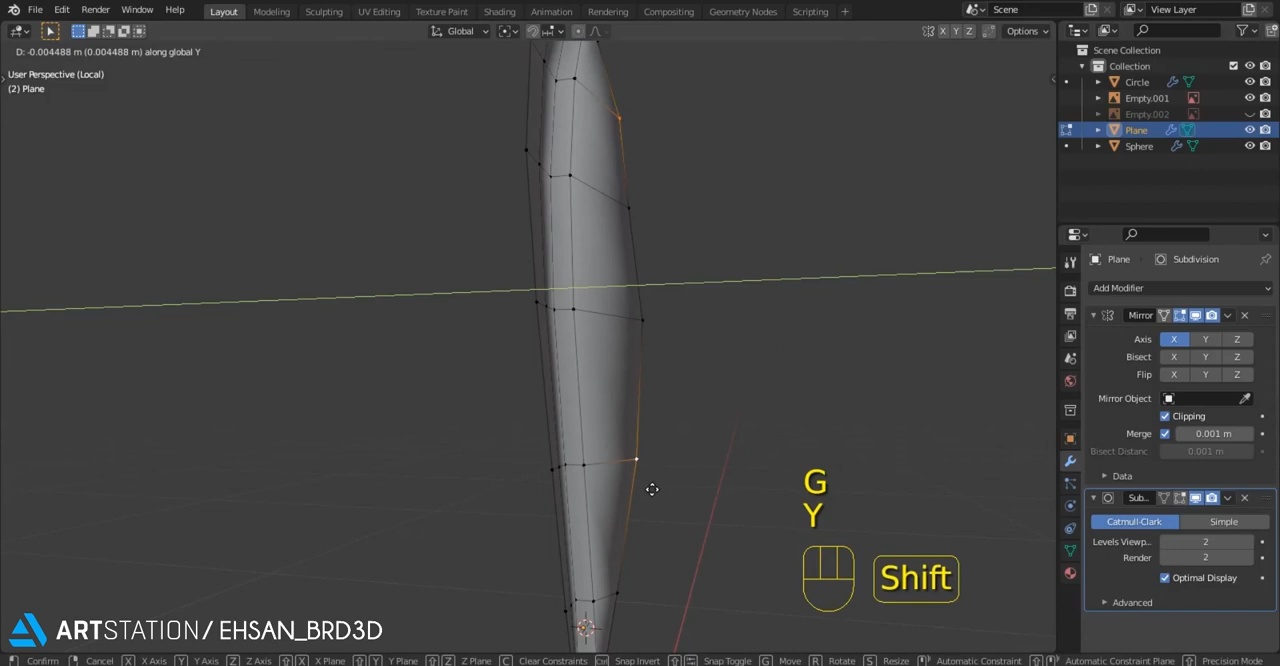 File Edit Render Window Help Layout Modeling Sculpting UV Editing Texture Paint Shading Animation Rendering Compositing Geometry Nodes Scripting + Scene View Layer
Global Options
X Y Z
D: -0.004488 m (0.004488 m) along global Y
User Perspective (Local)
(2) Plane
Scene Collection
Collection
Circle
Empty.001
Empty.002
Plane
Sphere
Plane Subdivision
Add Modifier
Mirror
Axis X Y Z
Bisect X Y Z
Flip X Y Z
Mirror Object
Clipping
Merge 0.001 m
Bisect Distanc 0.001 m
Data
Sub...
Catmull-Clark Simple
Levels Viewp... 2
Render 2
Optimal Display
Advanced
G
Y
Shift
ARTSTATION/ EHSAN_BRD3D
Confirm Cancel X X Axis Y Y Axis Z Z Axis X X Plane Y Y Plane Z Z Plane C Clear Constraints Ctrl Snap Invert Snap Toggle G Move R Rotate S Resize Automatic Constraint Automatic Constraint Plane Precision Mode